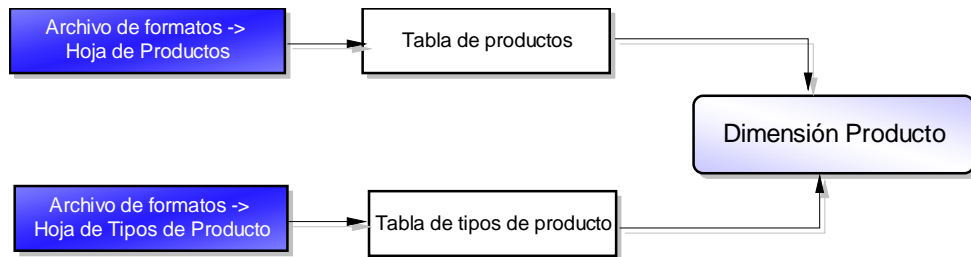 Archivo de formatos ->
Hoja de Productos
Tabla de productos
Dimensión Producto
Archivo de formatos ->
Hoja de Tipos de Producto
Tabla de tipos de producto